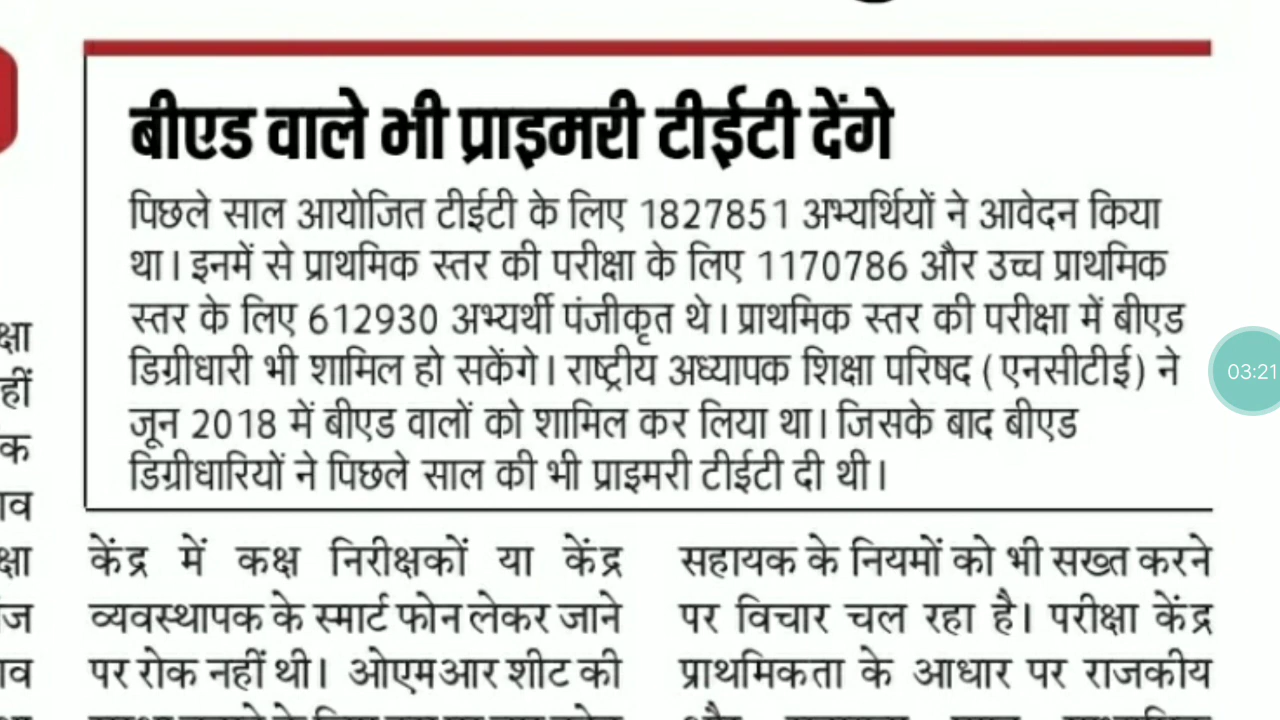 बीएड वाले भी प्राइमरी टीईटी देंगे
पिछले साल आयोजित टीईटी के लिए 1827851 अभ्यर्थियों ने आवेदन किया
था। इनमें से प्राथमिक स्तर की परीक्षा के लिए 1170786 और उच्च प्राथमिक
स्तर के लिए 612930 अभ्यर्थी पंजीकृत थे। प्राथमिक स्तर की परीक्षा में बीएड
डिग्रीधारी भी शामिल हो सकेंगे। राष्ट्रीय अध्यापक शिक्षा परिषद (एनसीटीई) ने
जून 2018 में बीएड वालों को शामिल कर लिया था। जिसके बाद बीएड
डिग्रीधारियों ने पिछले साल की भी प्राइमरी टीईटी दी थी।
केंद्र में कक्ष निरीक्षकों या केंद्र
व्यवस्थापक के स्मार्ट फोन लेकर जाने
पर रोक नहीं थी। ओएमआर शीट की
सहायक के नियमों को भी सख्त करने
पर विचार चल रहा है। परीक्षा केंद्र
प्राथमिकता के आधार पर राजकीय
03:21